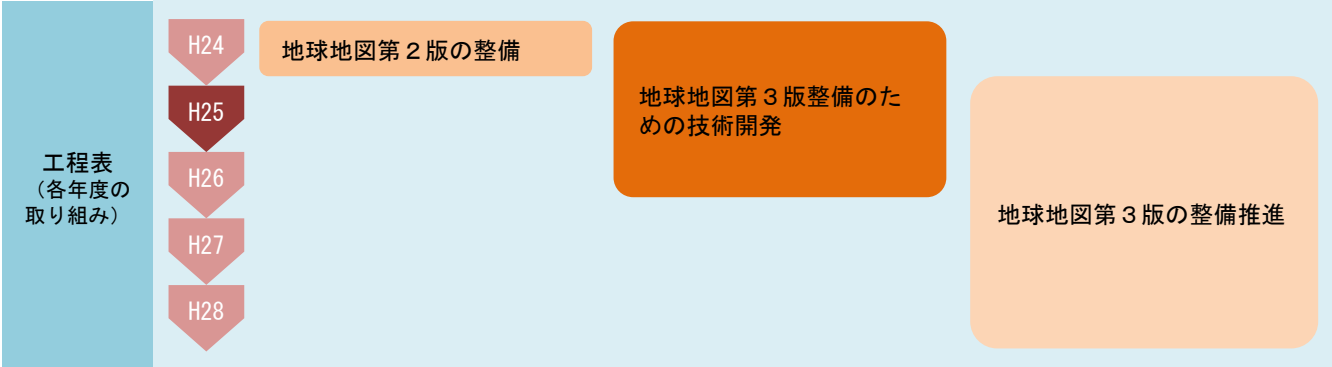 工程表
（各年度の
取り組み）
H24
H25
H26
H27
H28
地球地図第２版の整備
地球地図第３版整備のた
めの技術開発
地球地図第３版の整備推進